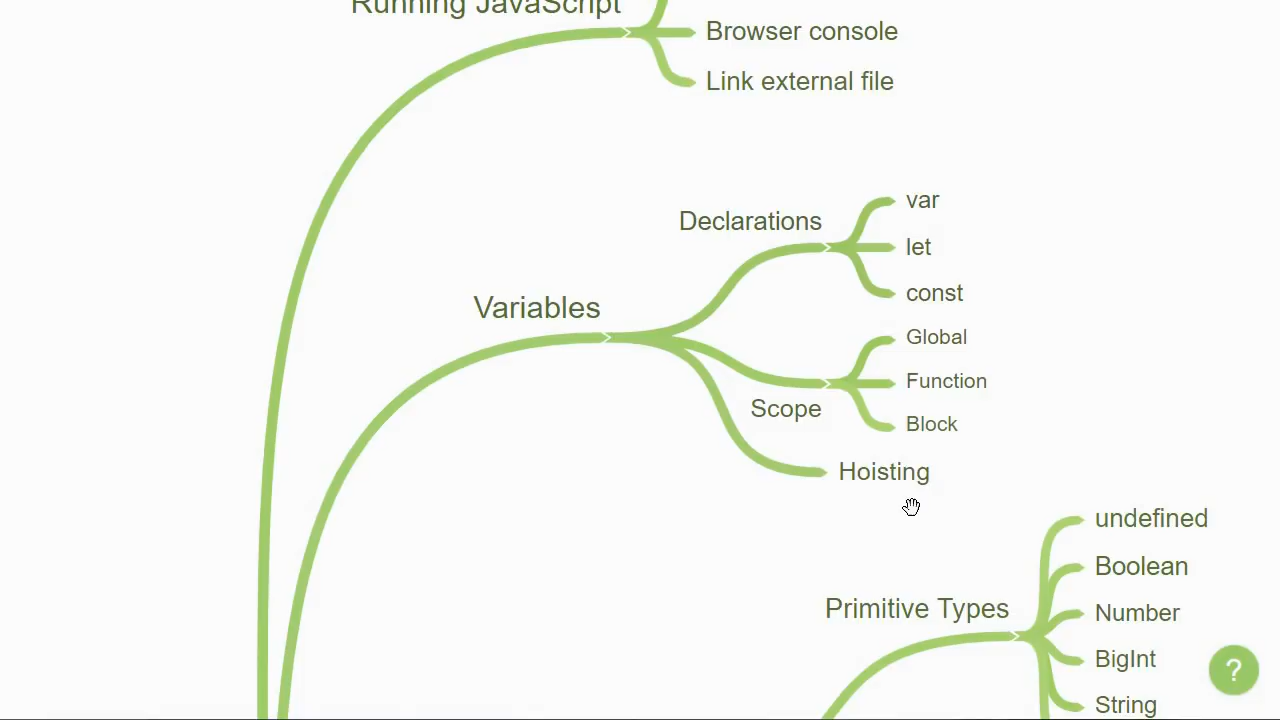 Running JavaScript
Browser console
Link external file
Variables
Declarations
var
let
const
Scope
Global
Function
Block
Hoisting
Primitive Types
undefined
Boolean
Number
BigInt
String
?